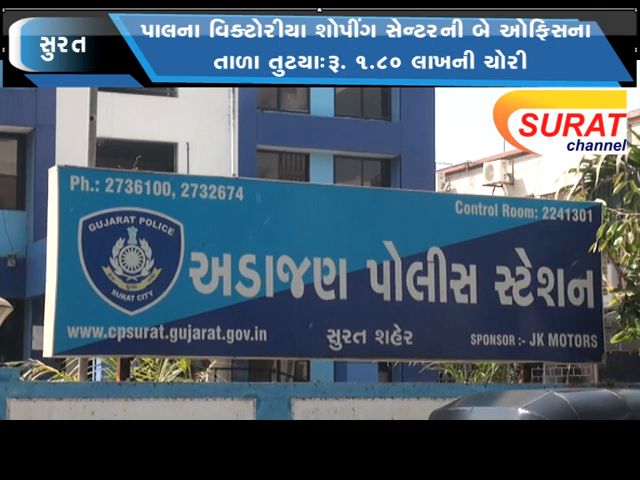 સુરત
પાલના વિક્ટોરીયા શોપીંગ સેન્ટરની બે ઓફિસના
તાળા તુટયાઃરૂ. ૧.૮૦ લાખની ચોરી
SURAT
channel
Ph.: 2736100, 2732674
Control Room: 2241301
GUJARAT POLICE
SURAT CITY
અડાજણ પોલીસ સ્ટેશન
www.cpsurat.gujarat.gov.in
સુરત શહેર
SPONSOR :- JK MOTORS